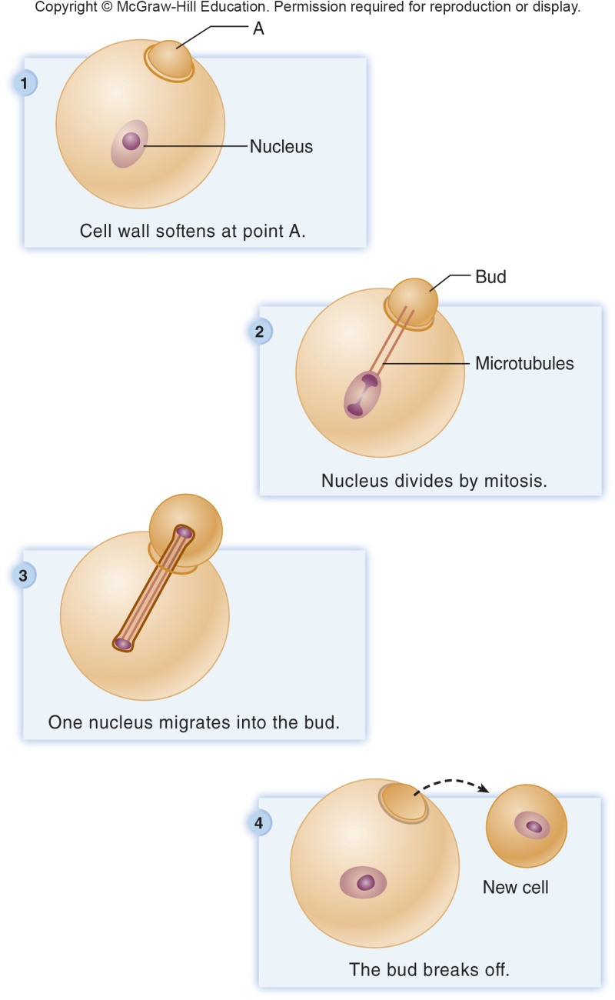 Copyright © McGraw-Hill Education. Permission required for reproduction or display.
A
1
Nucleus
Cell wall softens at point A.
Bud
2
Microtubules
Nucleus divides by mitosis.
3
One nucleus migrates into the bud.
4
New cell
The bud breaks off.